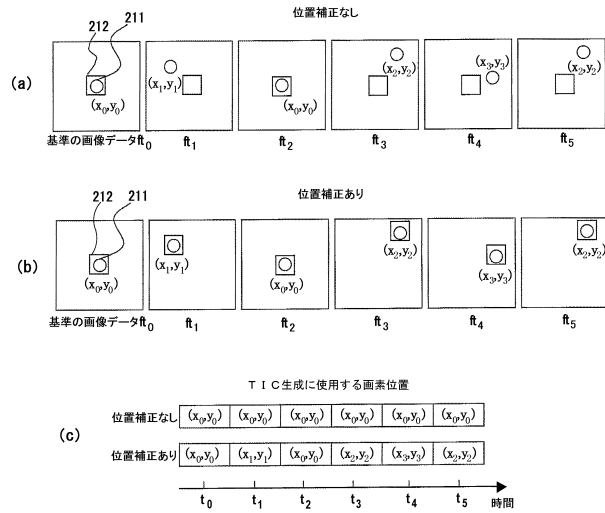 位置補正なし
212 211
(a)
(x0,y0) (x1,y1) (x0,y0) (x2,y2) (x3,y3) (x2,y2)
基準の画像データft0 ft1 ft2 ft3 ft4 ft5
位置補正あり
212 211
(b)
(x0,y0) (x1,y1) (x0,y0) (x2,y2) (x3,y3) (x2,y2)
基準の画像データft0 ft1 ft2 ft3 ft4 ft5
TIC生成に使用する画素位置
(c)
位置補正なし (x0,y0) (x0,y0) (x0,y0) (x0,y0) (x0,y0) (x0,y0)
位置補正あり (x0,y0) (x1,y1) (x0,y0) (x2,y2) (x3,y3) (x2,y2)
t0 t1 t2 t3 t4 t5 時間